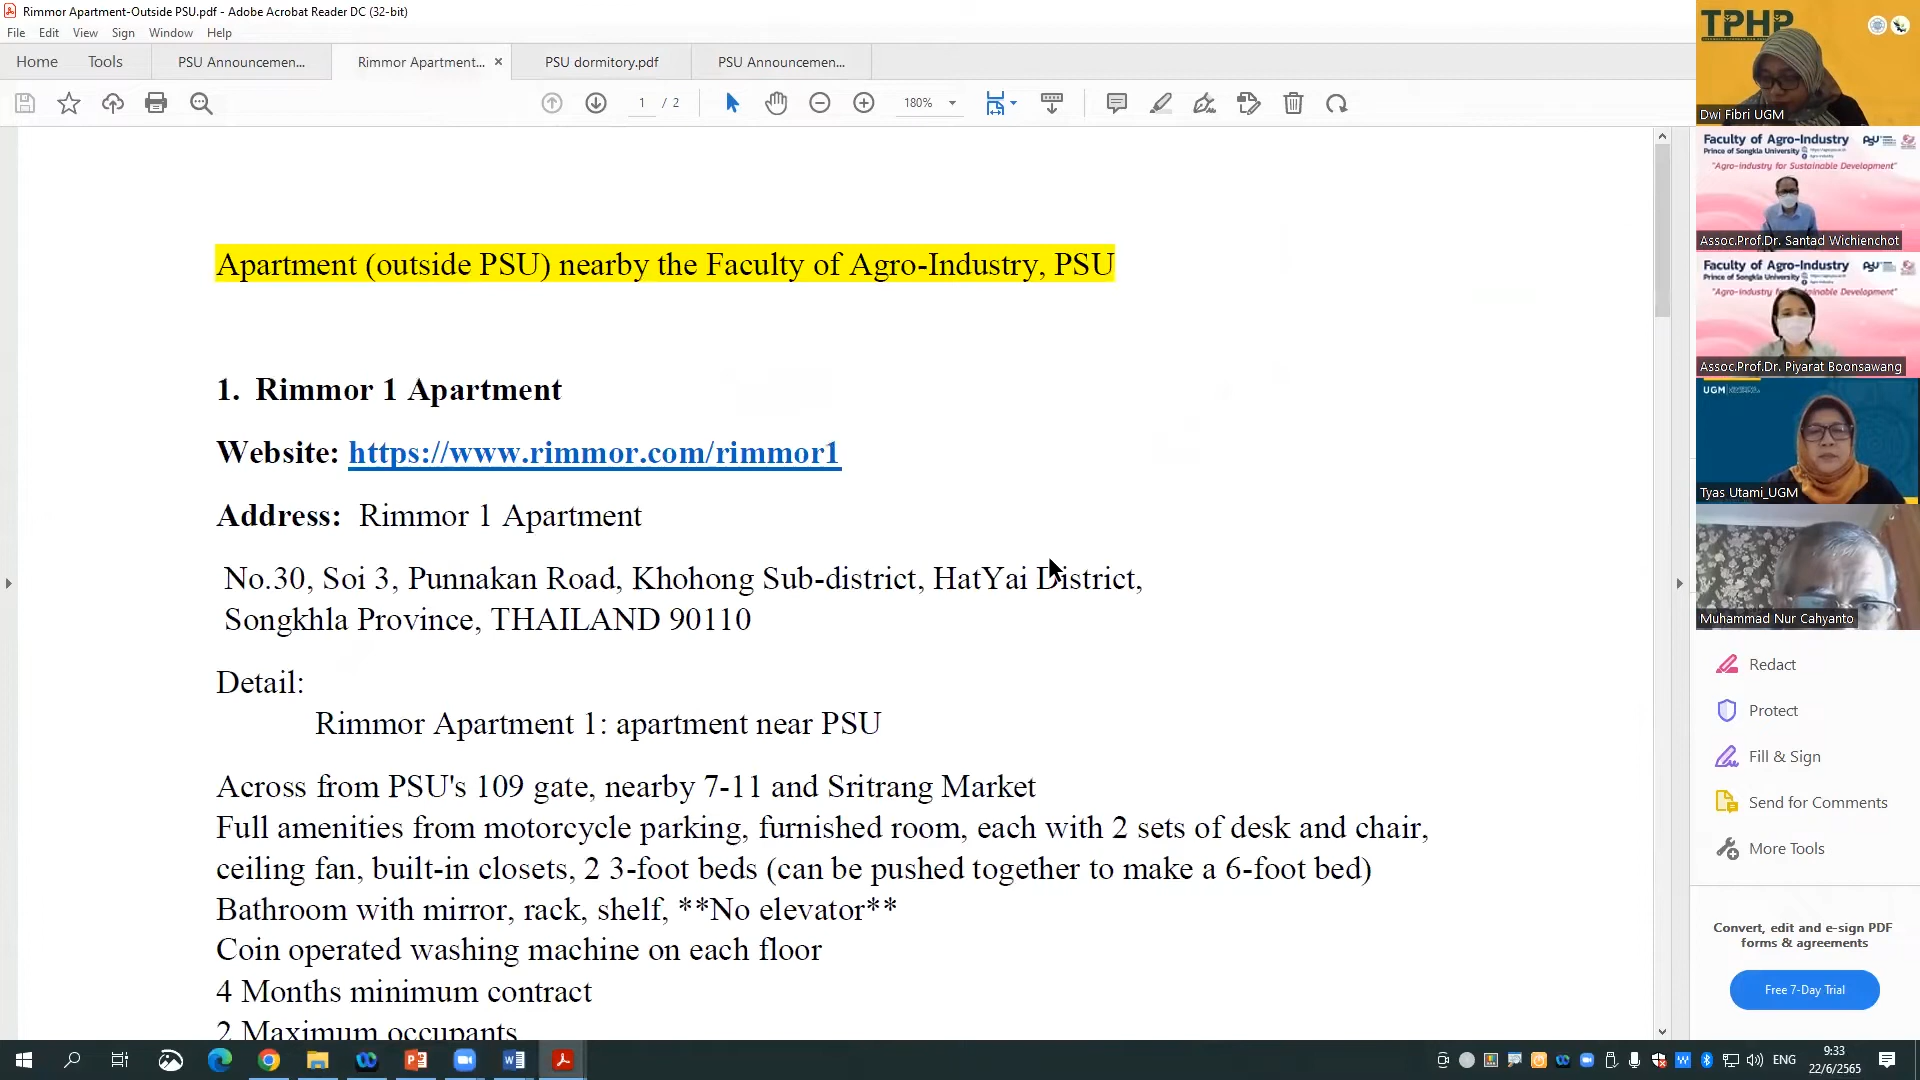 Rimmor Apartment-Outside PSU.pdf - Adobe Acrobat Reader DC (32-bit)
File Edit View Sign Window Help
Home Tools PSU Announcemen... Rimmor Apartment... × PSU dormitory.pdf PSU Announcemen...
1 / 2 180%
Apartment (outside PSU) nearby the Faculty of Agro-Industry, PSU
1. Rimmor 1 Apartment
Website: https://www.rimmor.com/rimmor1
Address: Rimmor 1 Apartment
No.30, Soi 3, Punnakan Road, Khohong Sub-district, HatYai District,
Songkhla Province, THAILAND 90110
Detail:
Rimmor Apartment 1: apartment near PSU
Across from PSU's 109 gate, nearby 7-11 and Sritrang Market
Full amenities from motorcycle parking, furnished room, each with 2 sets of desk and chair,
ceiling fan, built-in closets, 2 3-foot beds (can be pushed together to make a 6-foot bed)
Bathroom with mirror, rack, shelf, **No elevator**
Coin operated washing machine on each floor
4 Months minimum contract
2 Maximum occupants
TPHP
Dwi Fibri UGM
Faculty of Agro-Industry
Prince of Songkla University
"Agro-industry for Sustainable Development"
Assoc.Prof.Dr. Santad Wichienchot
Faculty of Agro-Industry
Prince of Songkla University
Assoc.Prof.Dr. Piyarat Boonsawang
UGM
Tyas Utami_UGM
Muhammad Nur Cahyanto
Redact
Protect
Fill & Sign
Send for Comments
More Tools
Convert, edit and e-sign PDF
forms & agreements
Free 7-Day Trial
ENG
9:33
22/6/2565